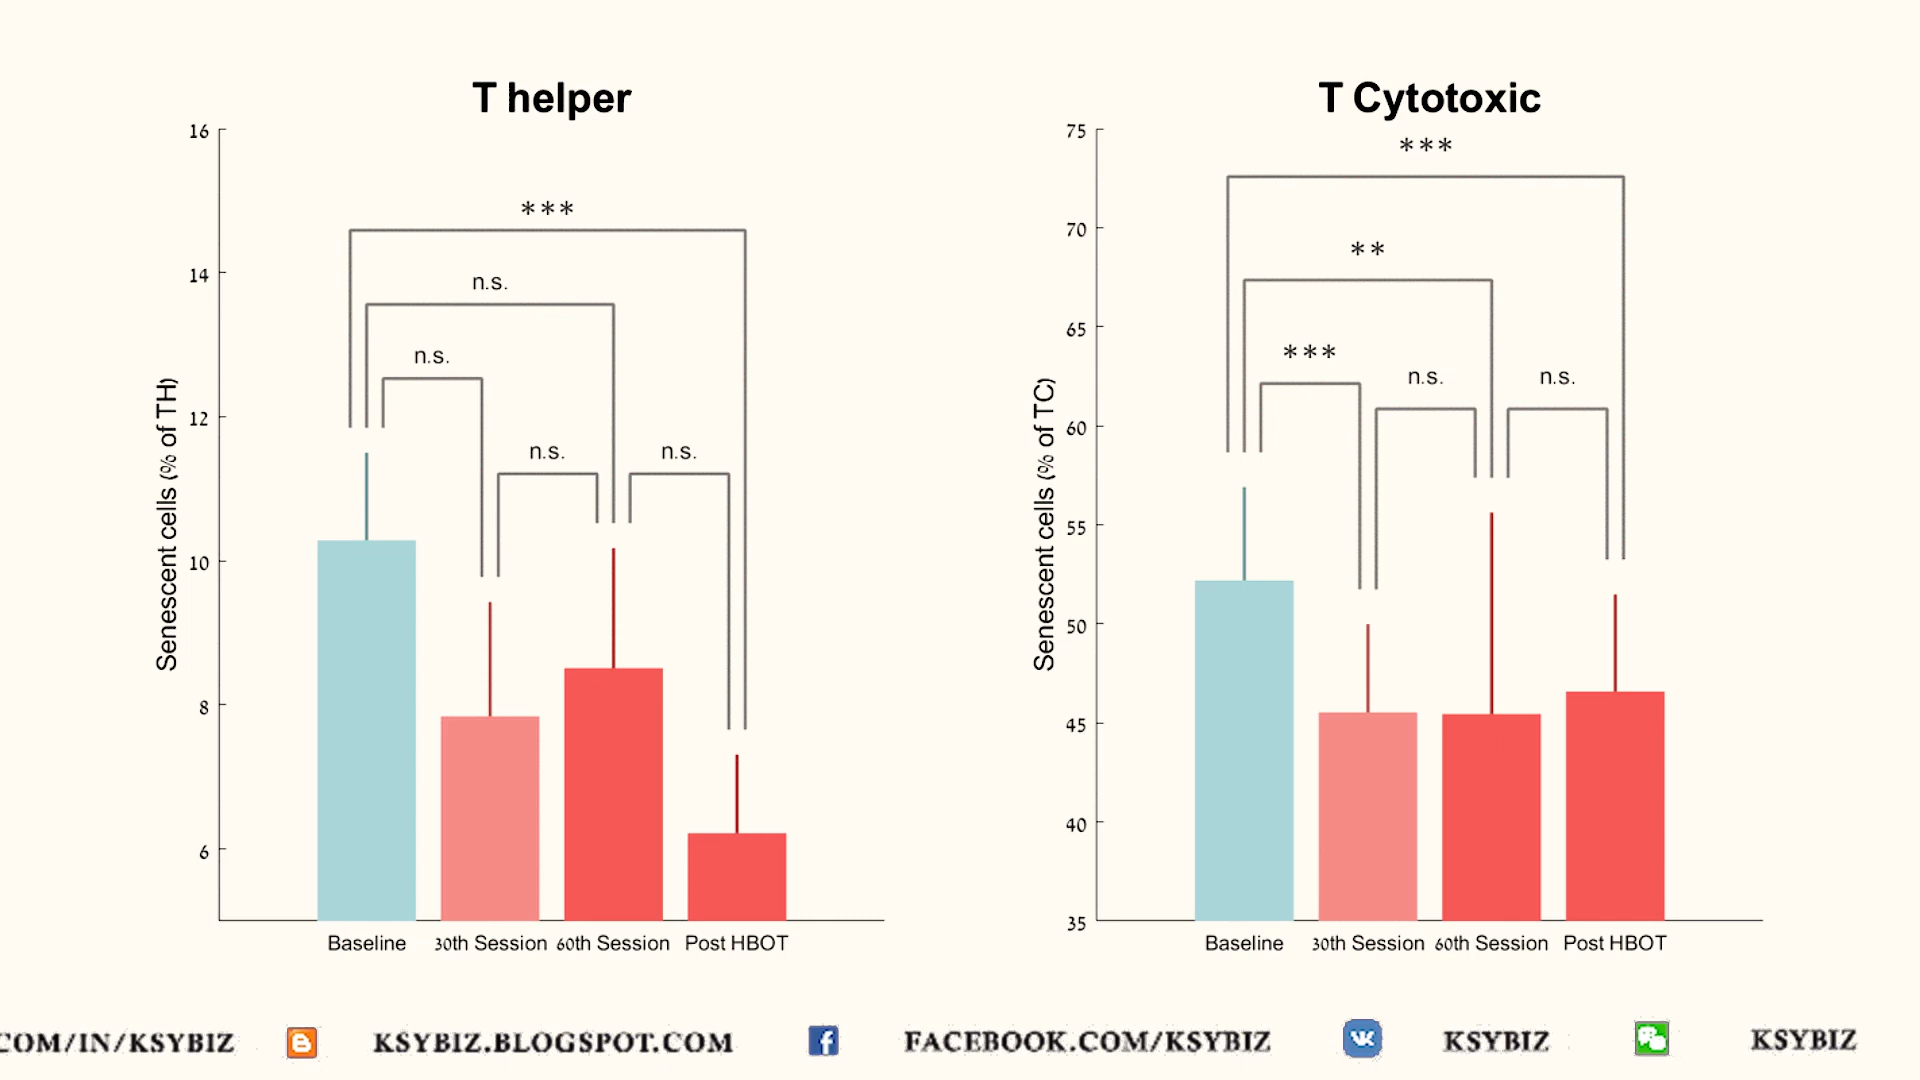 T helper
16
14
12
10
8
6
Senescent cells (% of TH)
***
n.s.
n.s.
n.s.
n.s.
Baseline
30th Session
60th Session
Post HBOT
T Cytotoxic
75
70
65
60
55
50
45
40
35
Senescent cells (% of TC)
***
**
***
n.s.
n.s.
Baseline
30th Session
60th Session
Post HBOT
COM/IN/KSYBIZ
KSYBIZ.BLOGSPOT.COM
FACEBOOK.COM/KSYBIZ
KSYBIZ
KSYBIZ